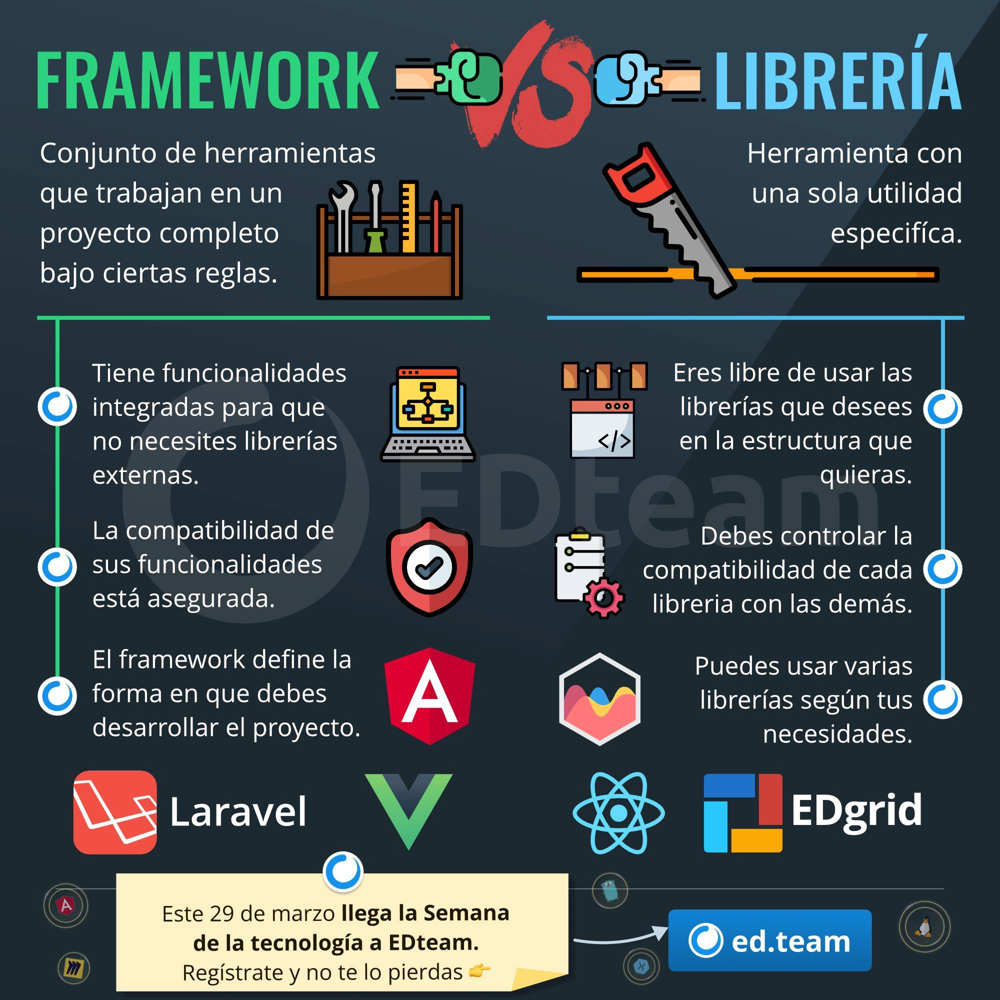 FRAMEWORK
VS
LIBRERÍA
Conjunto de herramientas
que trabajan en un
proyecto completo
bajo ciertas reglas.
Herramienta con
una sola utilidad
especifíca.
Tiene funcionalidades
integradas para que
no necesites librerías
externas.
La compatibilidad de
sus funcionalidades
está asegurada.
El framework define la
forma en que debes
desarrollar el proyecto.
Eres libre de usar las
librerías que desees
en la estructura que
quieras.
</>
Debes controlar la
compatibilidad de cada
libreria con las demás.
Puedes usar varias
librerías según tus
necesidades.
EDteam
A
Laravel
EDgrid
Este 29 de marzo llega la Semana
de la tecnología a EDteam.
Regístrate y no te lo pierdas 👉
ed.team
A